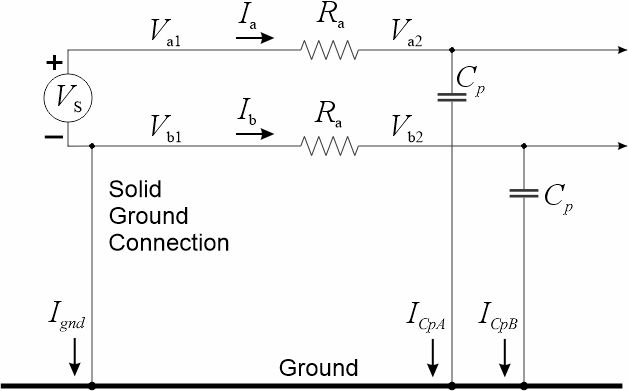 I_a R_a
V_a1 V_a2
+
V_S
C_p
−
I_b R_a
V_b1 V_b2
C_p
Solid
Ground
Connection
I_gnd I_CpA I_CpB
Ground